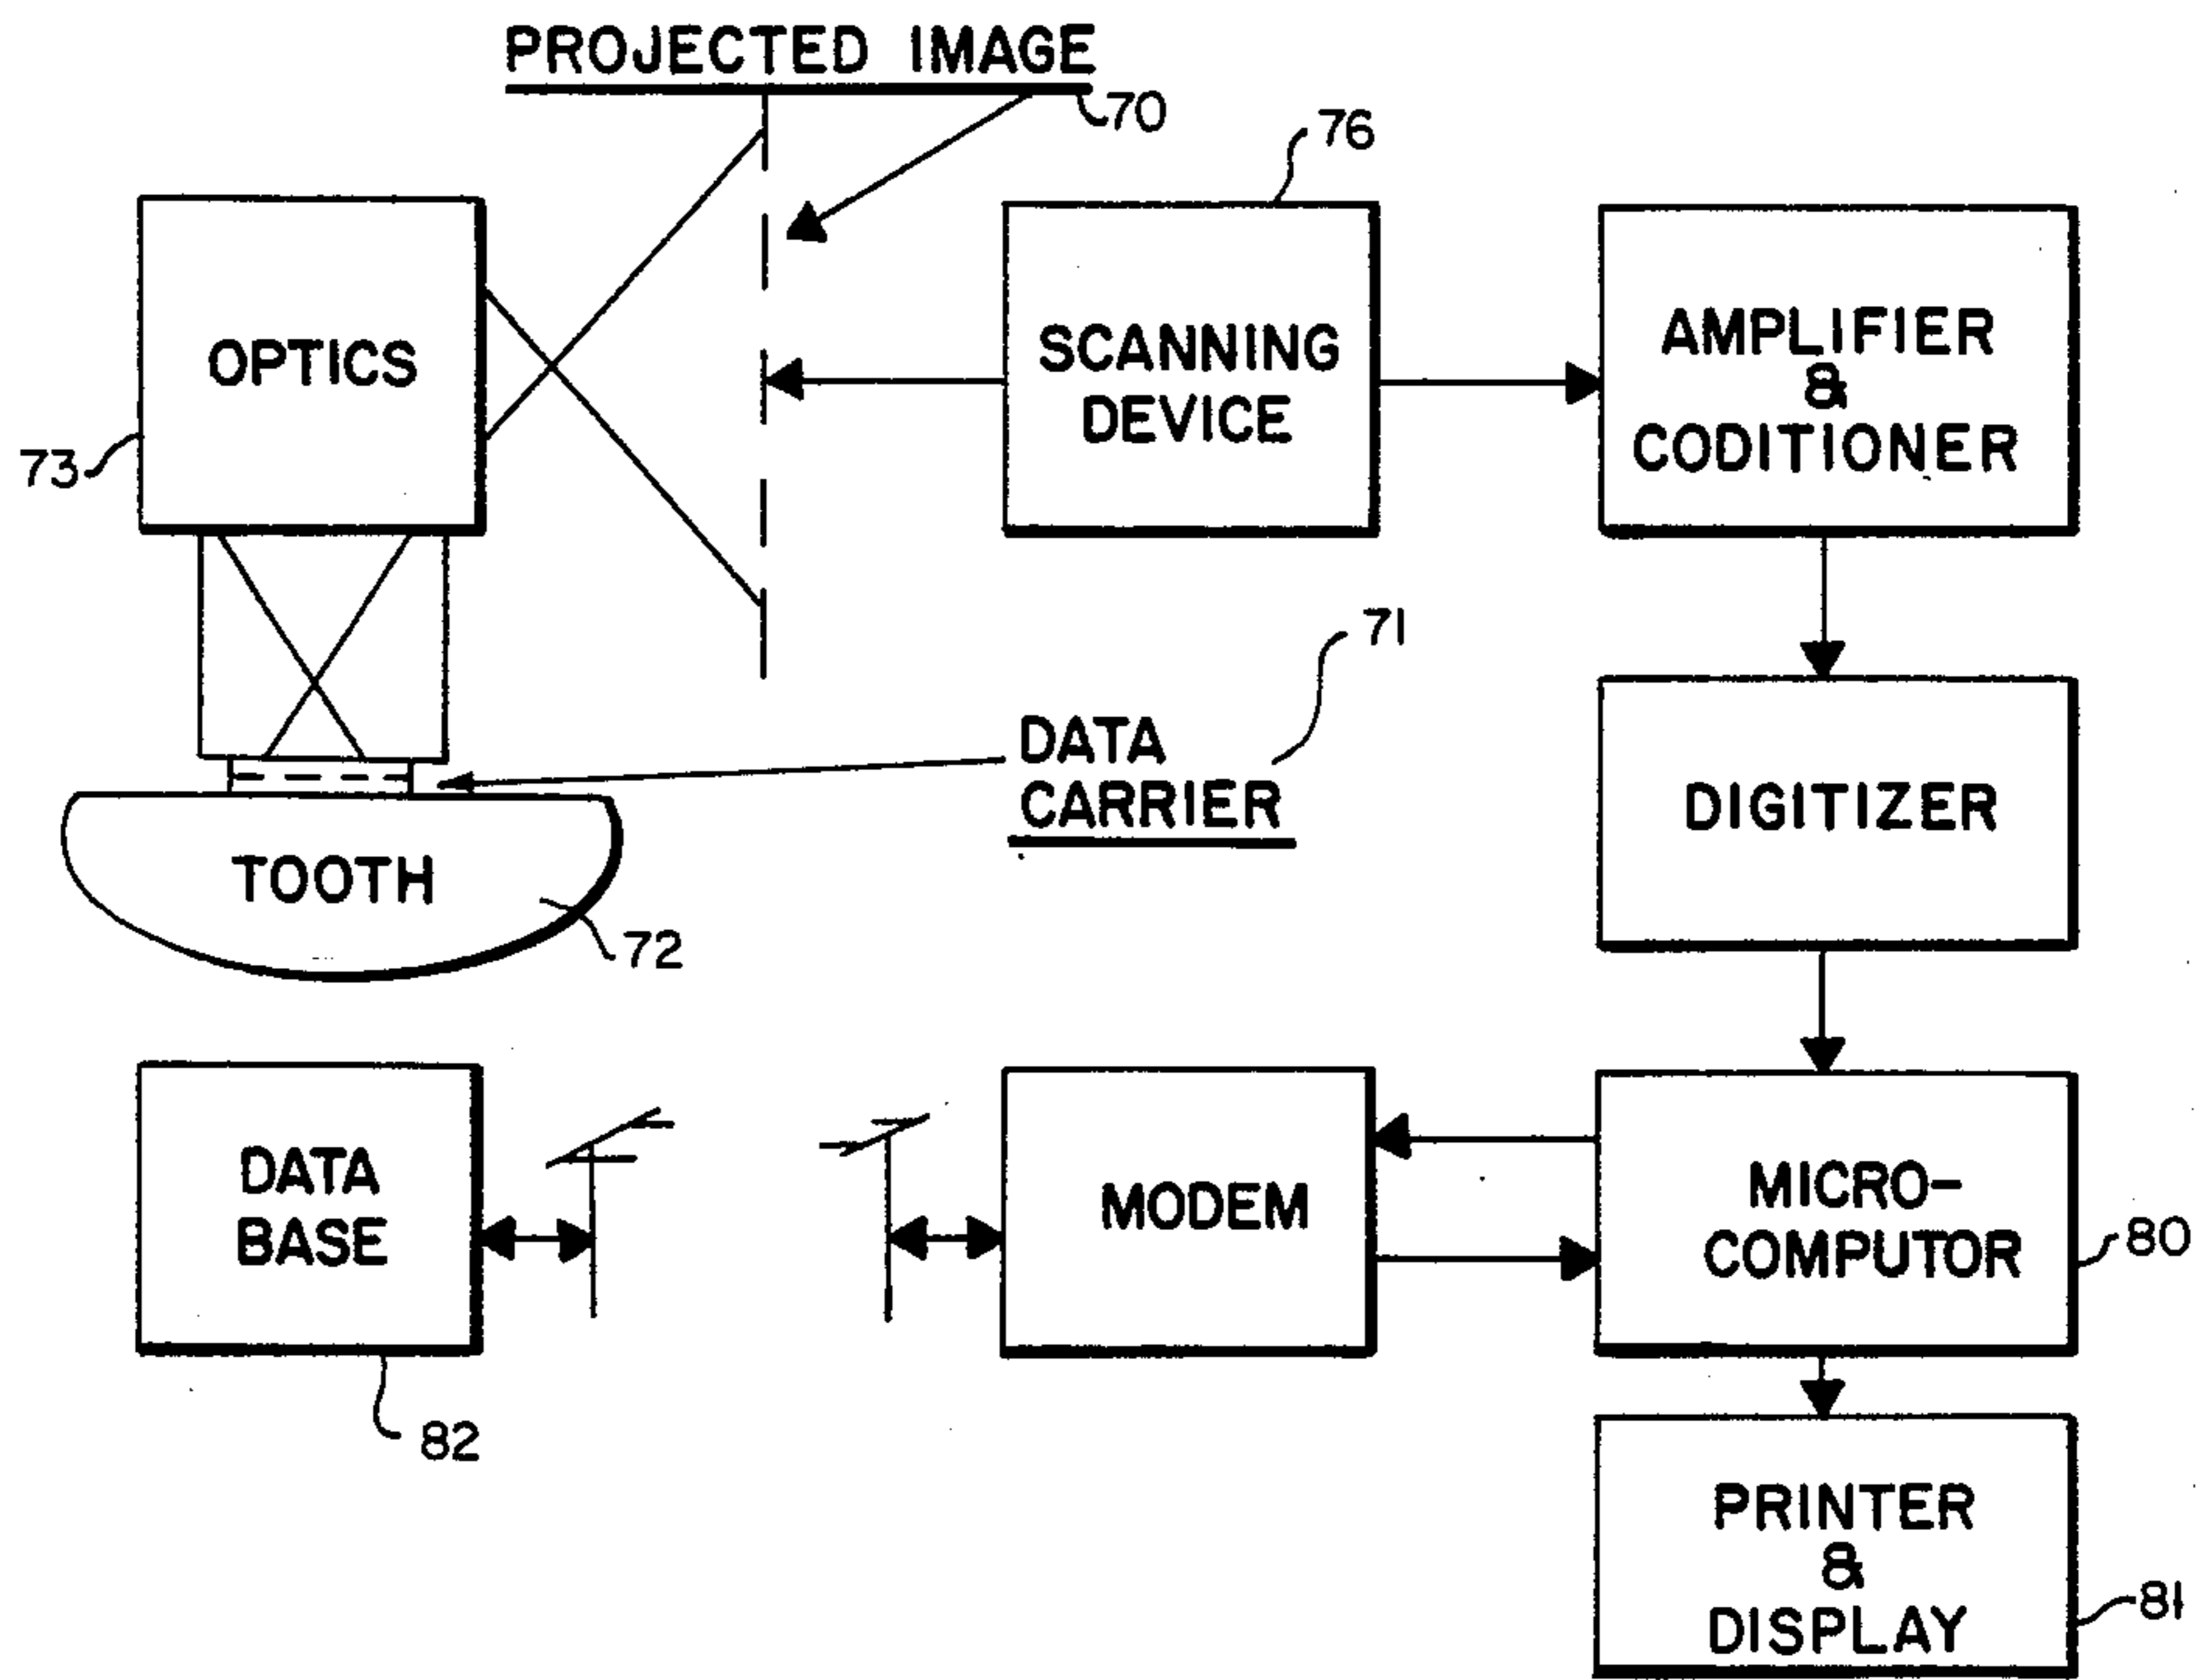 PROJECTED IMAGE
70
76
OPTICS
SCANNING
DEVICE
AMPLIFIER
&
CODITIONER
73
71
DATA
CARRIER
DIGITIZER
TOOTH
72
DATA
BASE
MODEM
MICRO-
COMPUTOR
80
82
PRINTER
&
DISPLAY
81